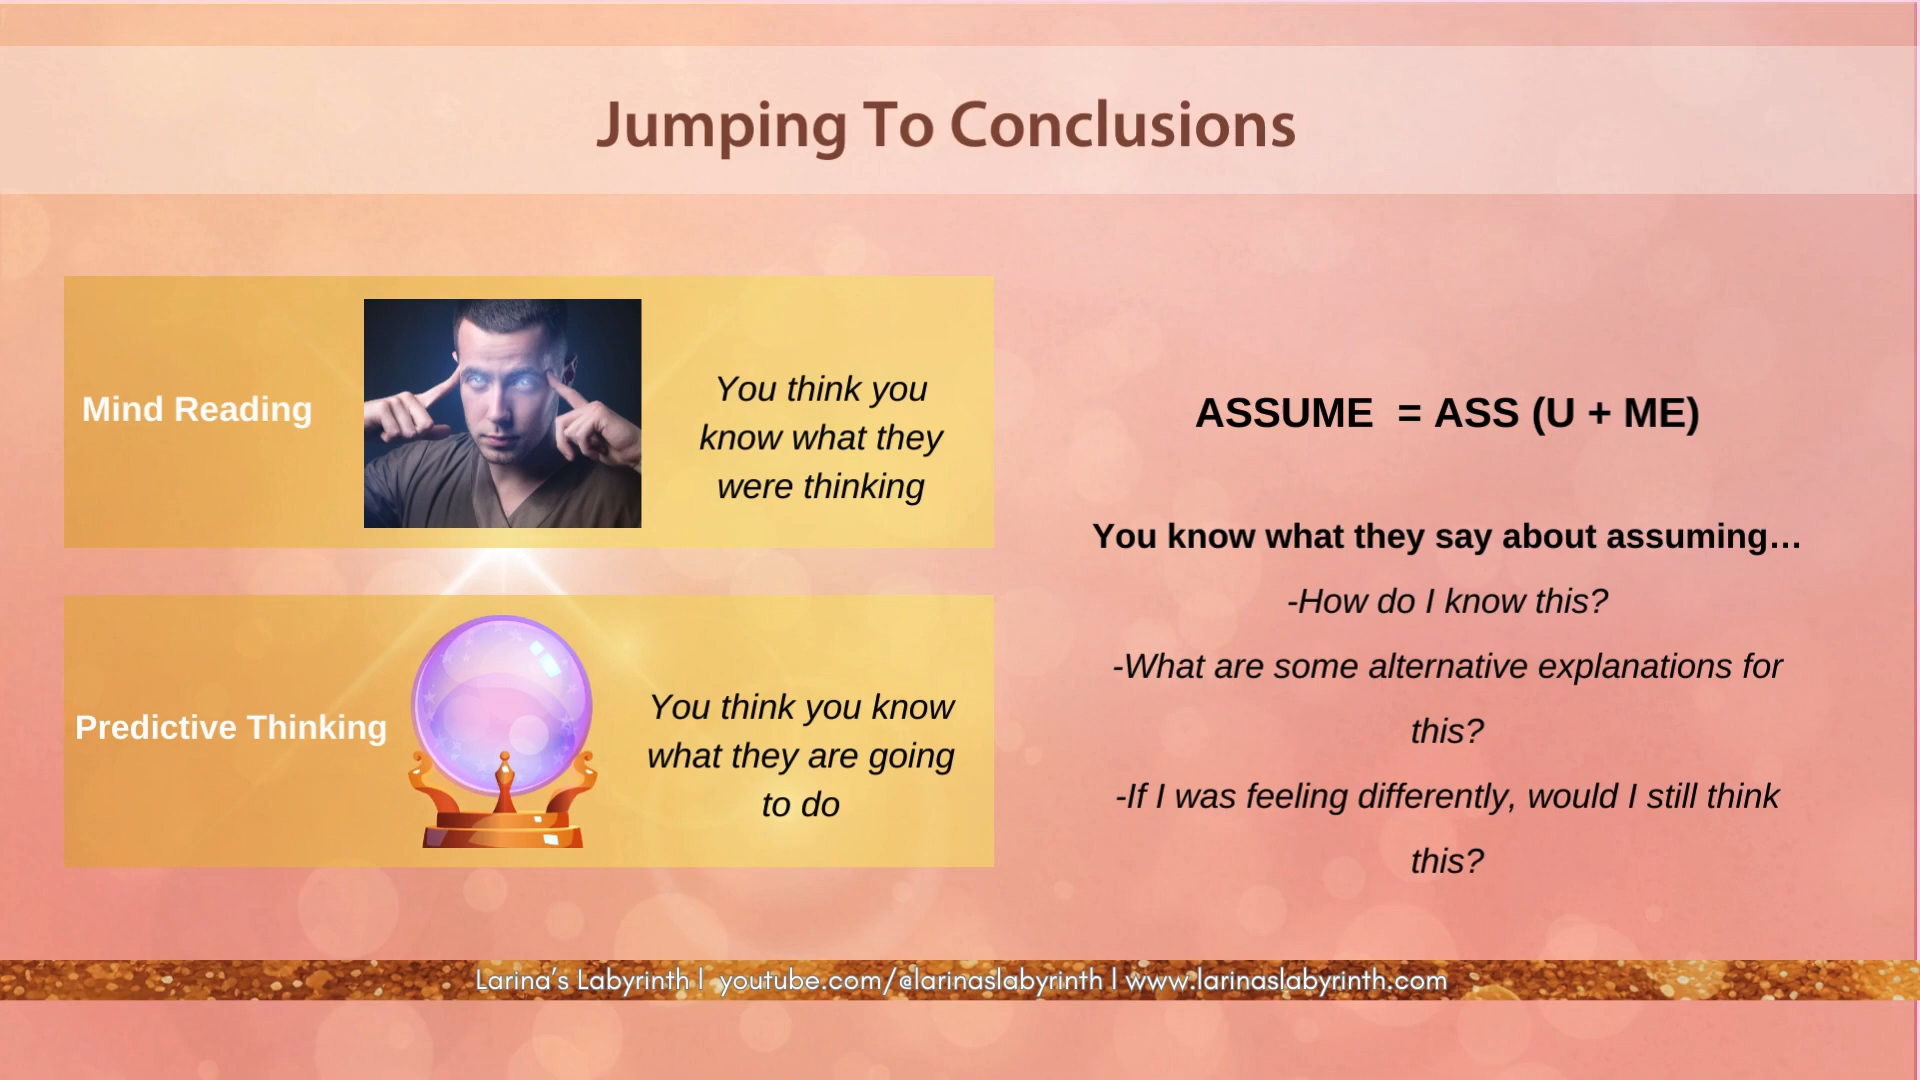 Jumping To Conclusions
Mind Reading
You think you
know what they
were thinking
Predictive Thinking
You think you know
what they are going
to do
ASSUME = ASS (U + ME)
You know what they say about assuming...
-How do I know this?
-What are some alternative explanations for
this?
-If I was feeling differently, would I still think
this?
Larina's Labyrinth | youtube.com/@larinaslabyrinth | www.larinaslabyrinth.com